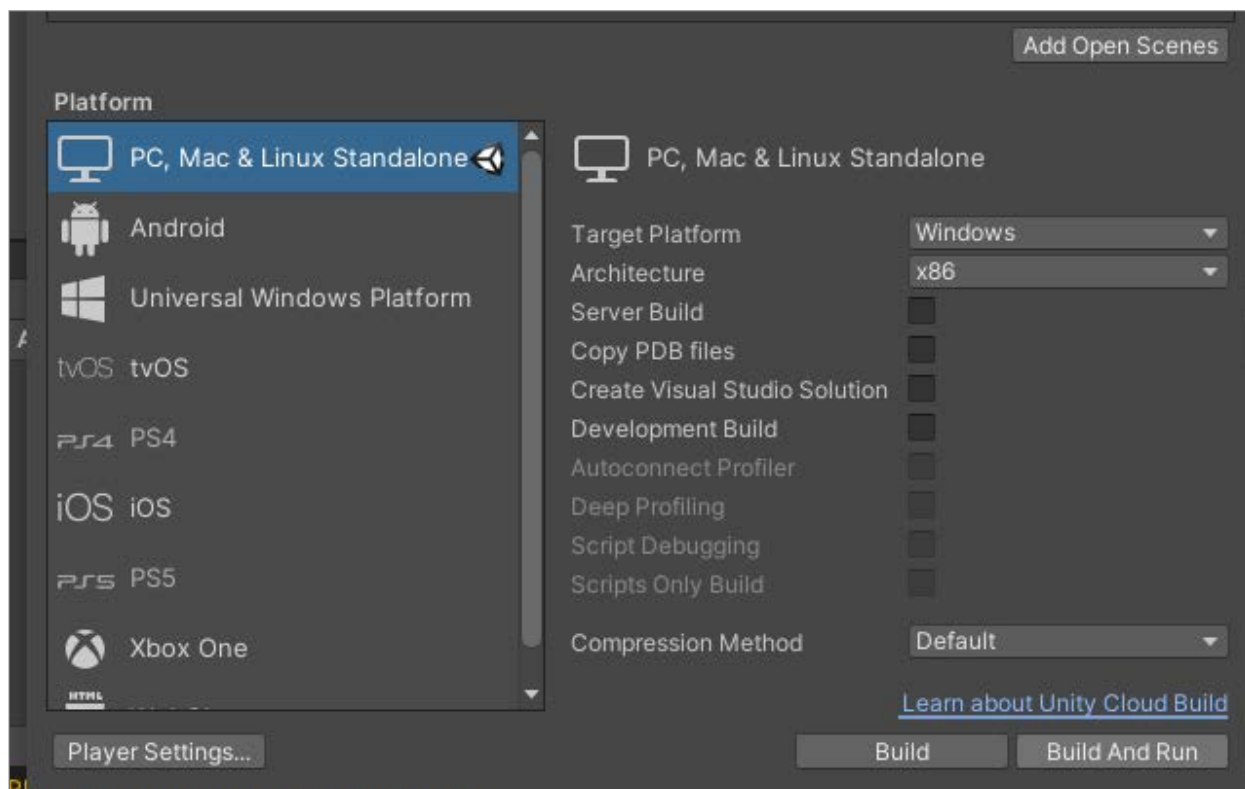 Add Open Scenes
Platform
PC, Mac & Linux Standalone
Android
Universal Windows Platform
tvOS tvOS
PS4 PS4
iOS iOS
PS5 PS5
Xbox One
HTML
PC, Mac & Linux Standalone
Target Platform Windows
Architecture x86
Server Build
Copy PDB files
Create Visual Studio Solution
Development Build
Autoconnect Profiler
Deep Profiling
Script Debugging
Scripts Only Build
Compression Method Default
Learn about Unity Cloud Build
Player Settings...
Build
Build And Run